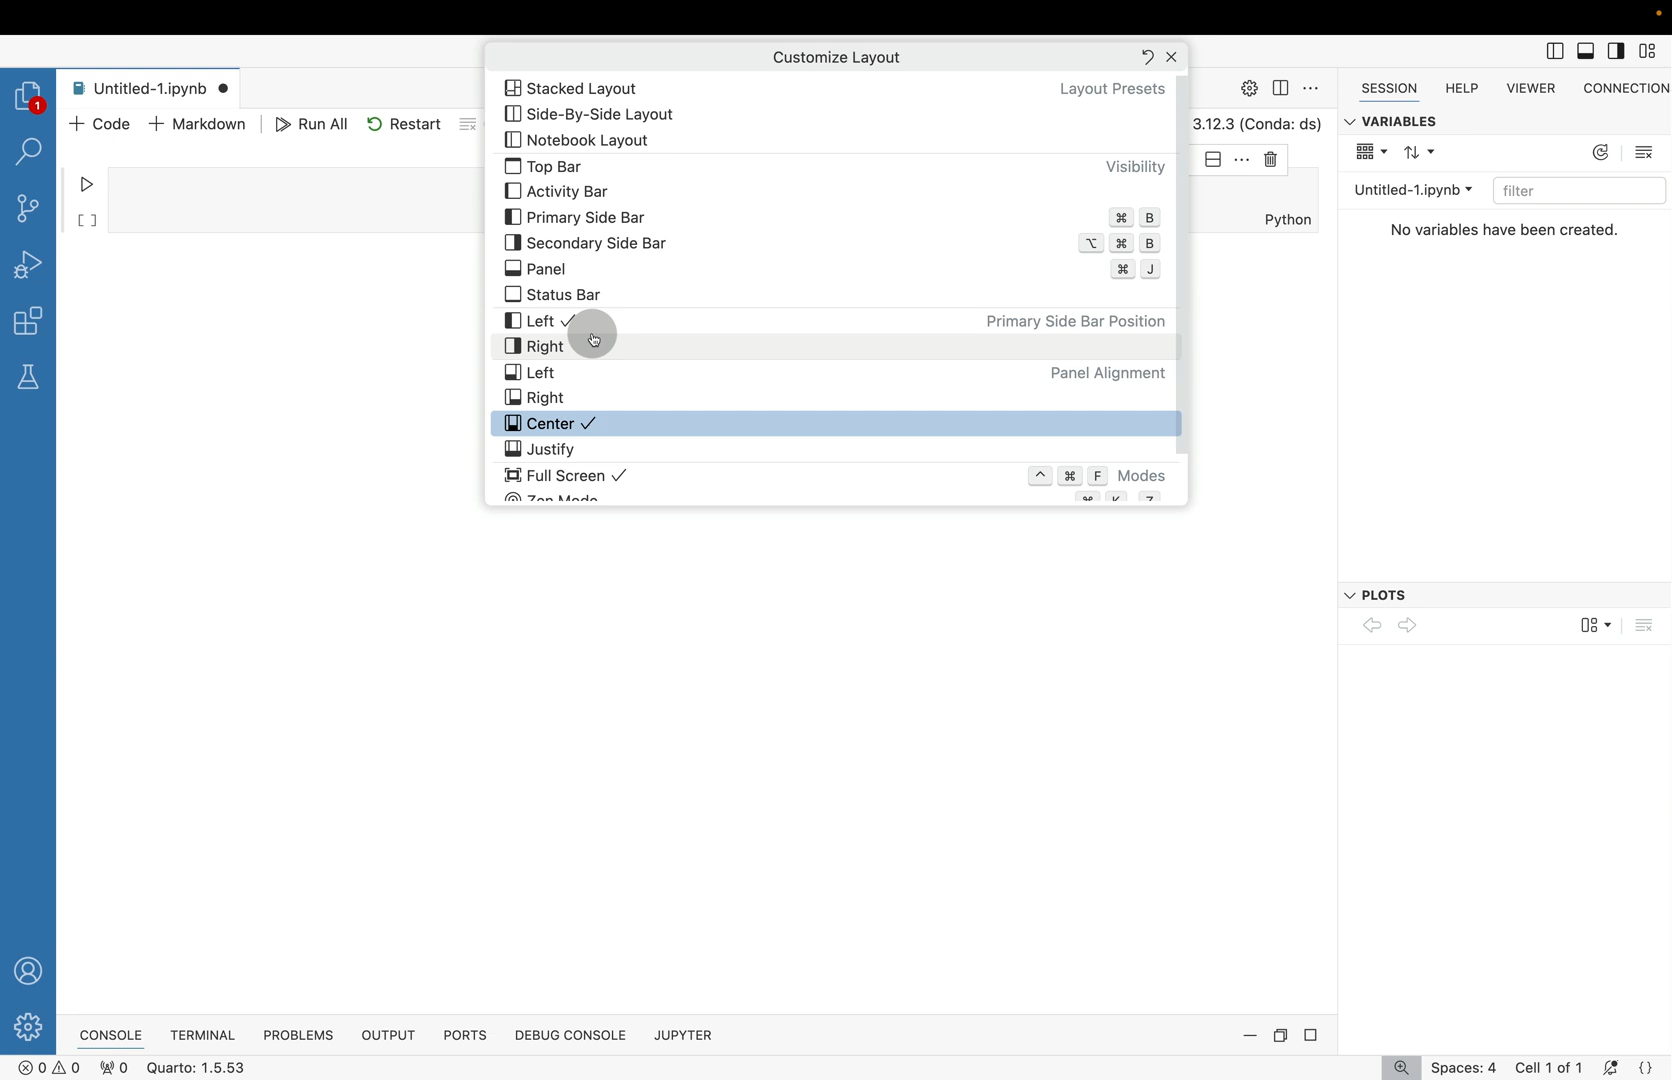 Customize Layout
Stacked Layout Layout Presets
Side-By-Side Layout
Notebook Layout
Top Bar Visibility
Activity Bar
Primary Side Bar ⌘ B
Secondary Side Bar ⌥ ⌘ B
Panel ⌘ J
Status Bar
Left ✓ Primary Side Bar Position
Right
Left Panel Alignment
Right
Center ✓
Justify
Full Screen ✓ ^ ⌘ F Modes
Zen Mode ⌘ K Z
1
Untitled-1.ipynb
+ Code + Markdown Run All Restart
3.12.3 (Conda: ds)
[ ]
Python
SESSION HELP VIEWER CONNECTION
VARIABLES
Untitled-1.ipynb filter
No variables have been created.
PLOTS
CONSOLE TERMINAL PROBLEMS OUTPUT PORTS DEBUG CONSOLE JUPYTER
0 0 0 Quarto: 1.5.53
Spaces: 4 Cell 1 of 1 {}